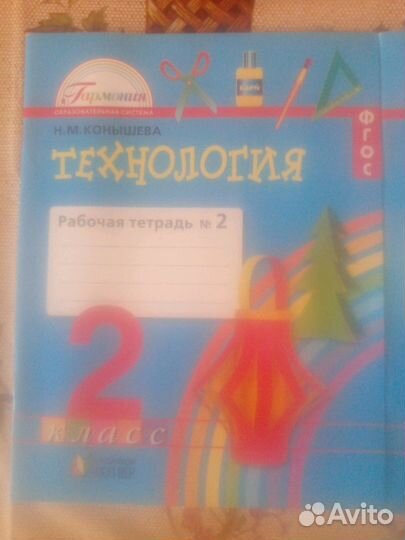 Гармония
ОБРАЗОВАТЕЛЬНАЯ СИСТЕМА
Н.М.КОНЫШЕВА
ФГОС
ТЕХНОЛОГИЯ
Рабочая тетрадь № 2
2
класс
Avito